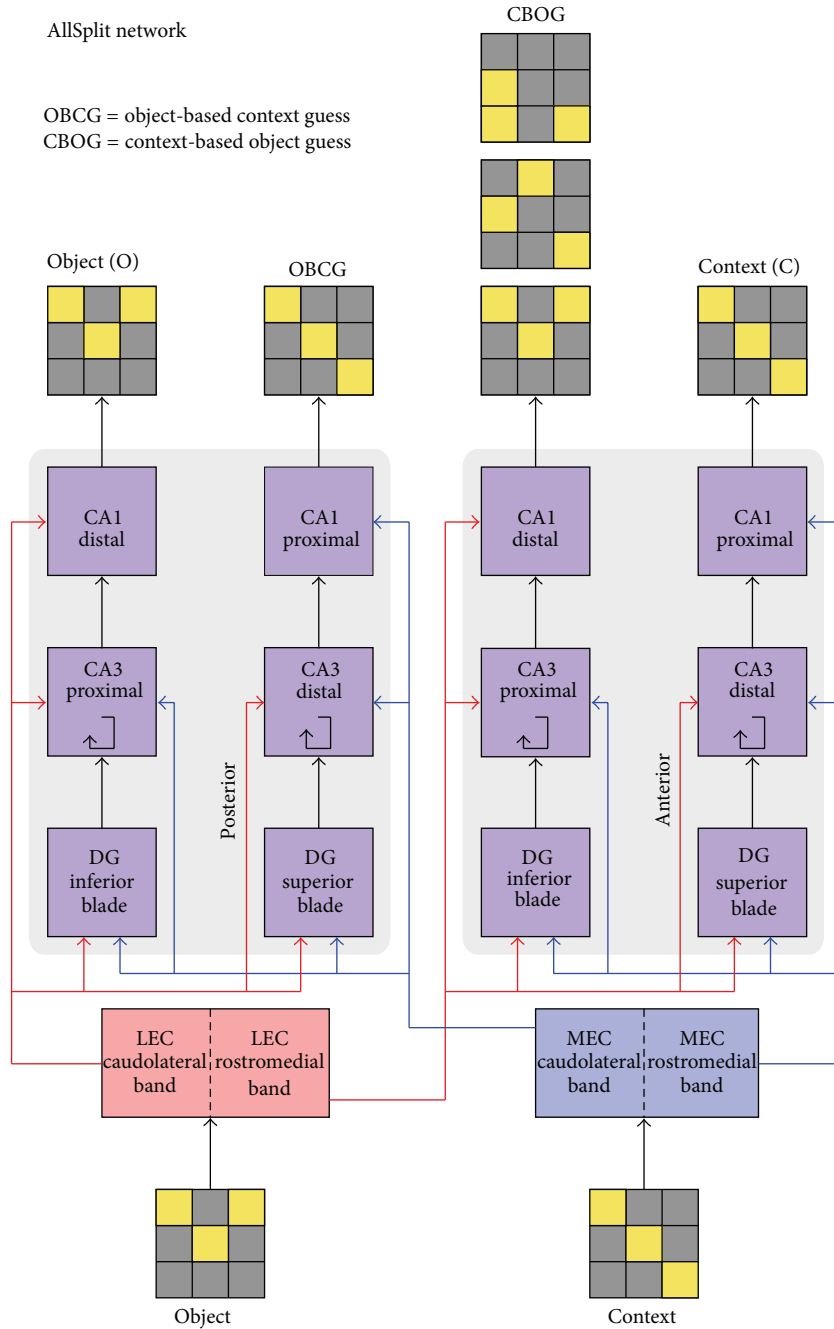 CBOG
AllSplit network
OBCG = object-based context guess
CBOG = context-based object guess
Object (O)
OBCG
Context (C)
CA1
distal
CA1
proximal
CA1
distal
CA1
proximal
CA3
proximal
CA3
distal
CA3
proximal
CA3
distal
Posterior
Anterior
DG
inferior
blade
DG
superior
blade
DG
inferior
blade
DG
superior
blade
LEC
caudolateral
band
LEC
rostromedial
band
MEC
caudolateral
band
MEC
rostromedial
band
Object
Context